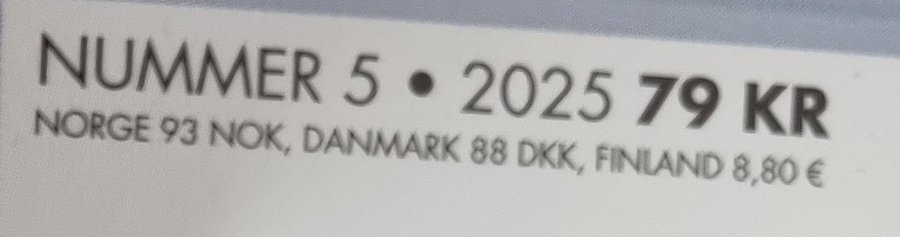 NUMMER 5 • 2025 79 KR
NORGE 93 NOK, DANMARK 88 DKK, FINLAND 8,80 €